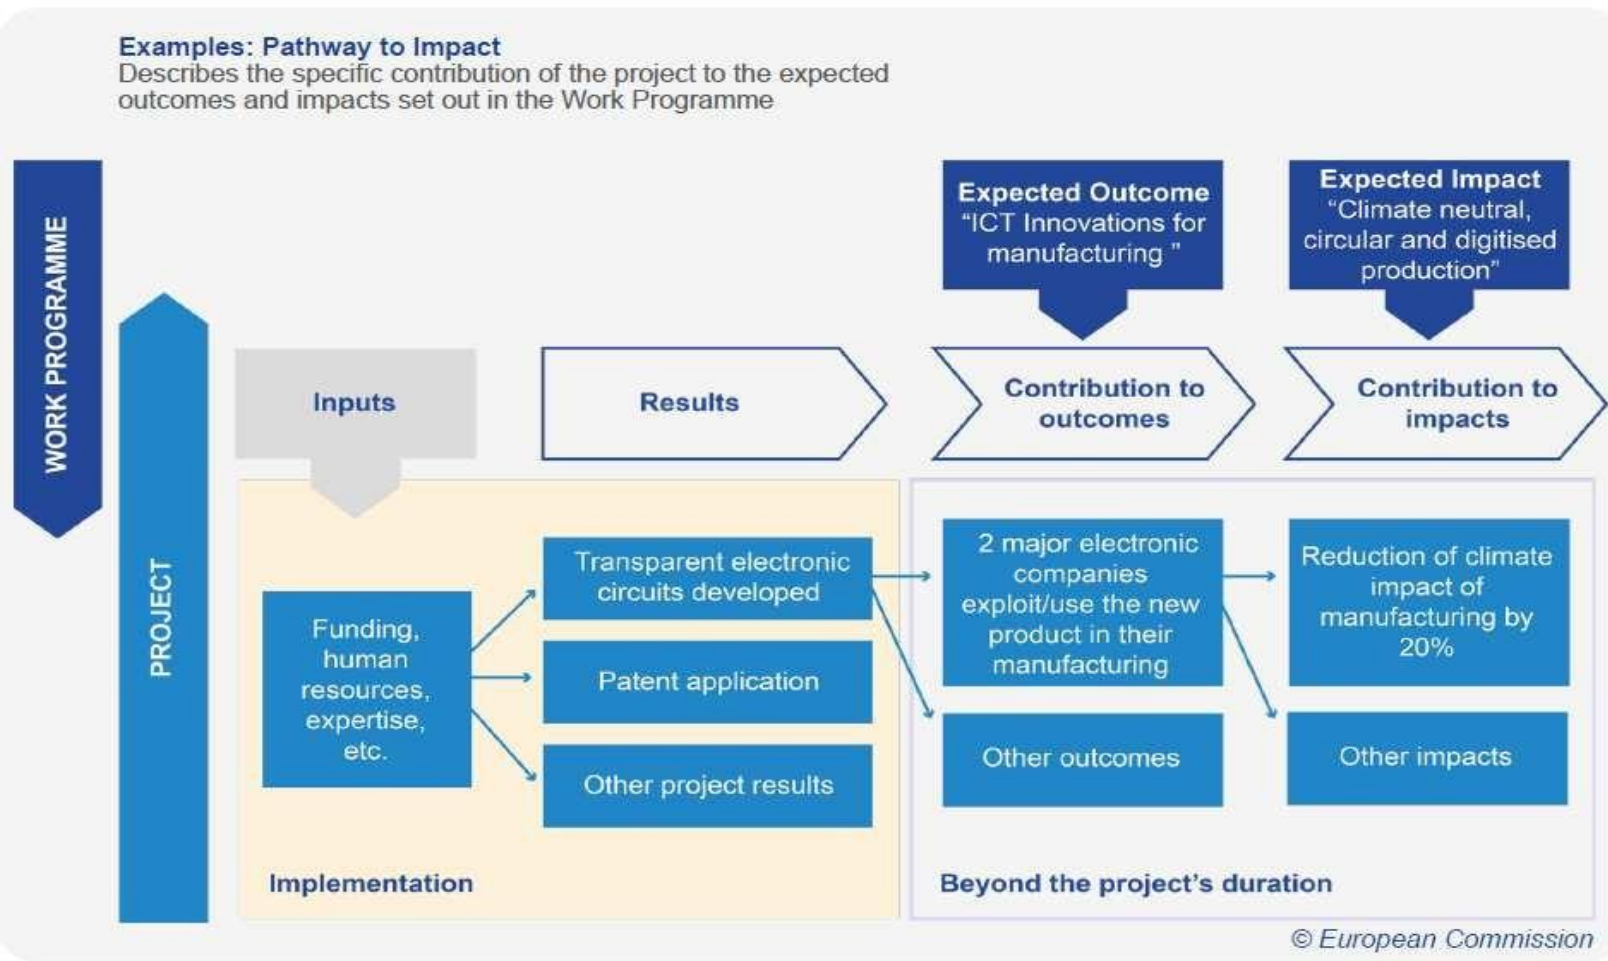 Examples: Pathway to Impact
Describes the specific contribution of the project to the expected
outcomes and impacts set out in the Work Programme
WORK PROGRAMME
PROJECT
Expected Outcome
“ICT Innovations for
manufacturing ”
Expected Impact
“Climate neutral,
circular and digitised
production”
Inputs
Results
Contribution to
outcomes
Contribution to
impacts
Funding,
human
resources,
expertise,
etc.
Transparent electronic
circuits developed
Patent application
Other project results
2 major electronic
companies
exploit/use the new
product in their
manufacturing
Other outcomes
Reduction of climate
impact of
manufacturing by
20%
Other impacts
Implementation
Beyond the project’s duration
© European Commission